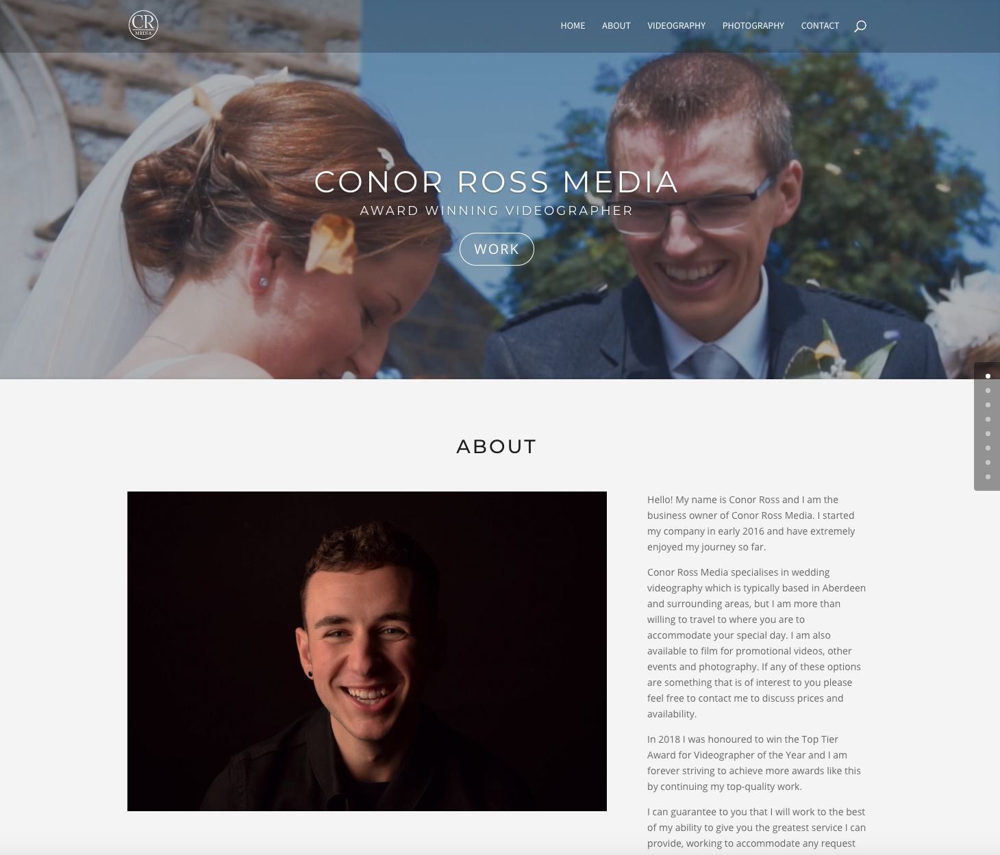 CR
MEDIA
HOME ABOUT VIDEOGRAPHY PHOTOGRAPHY CONTACT
CONOR ROSS MEDIA
AWARD WINNING VIDEOGRAPHER
WORK
ABOUT
Hello! My name is Conor Ross and I am the
business owner of Conor Ross Media. I started
my company in early 2016 and have extremely
enjoyed my journey so far.
Conor Ross Media specialises in wedding
videography which is typically based in Aberdeen
and surrounding areas, but I am more than
willing to travel to where you are to
accommodate your special day. I am also
available to film for promotional videos, other
events and photography. If any of these options
are something that is of interest to you please
feel free to contact me to discuss prices and
availability.
In 2018 I was honoured to win the Top Tier
Award for Videographer of the Year and I am
forever striving to achieve more awards like this
by continuing my top-quality work.
I can guarantee to you that I will work to the best
of my ability to give you the greatest service I can
provide, working to accommodate any request